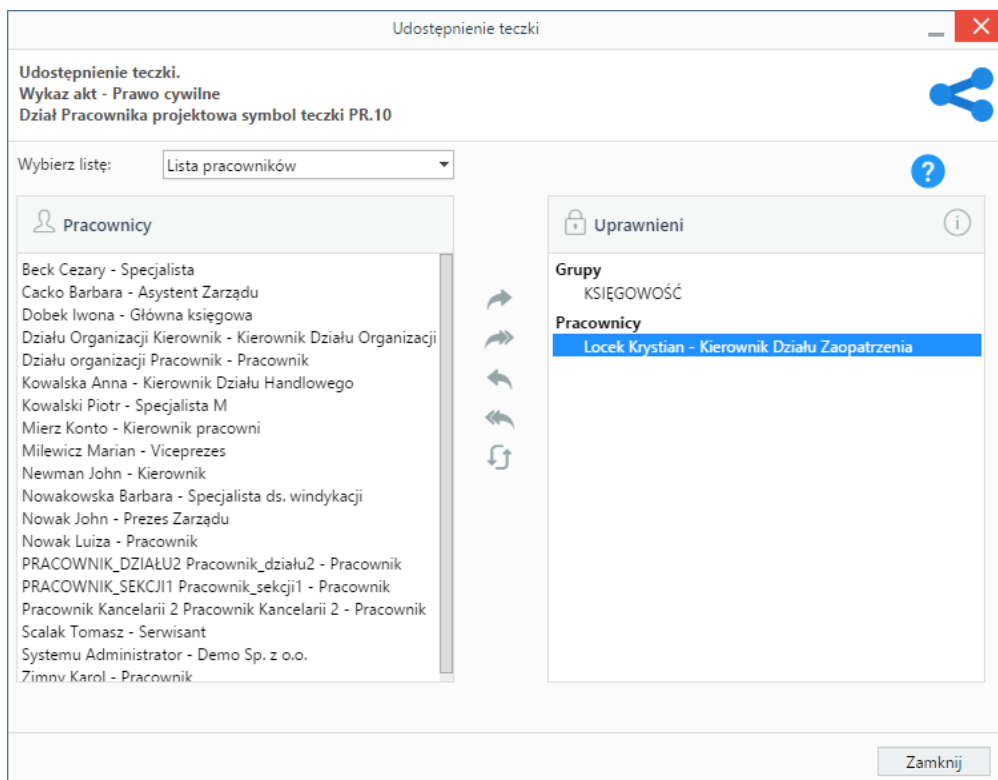 Udostępnienie teczki
Udostępnienie teczki.
Wykaz akt - Prawo cywilne
Dział Pracownika projektowa symbol teczki PR.10
Wybierz listę:
Lista pracowników
?
Pracownicy
Beck Cezary - Specjalista
Cacko Barbara - Asystent Zarządu
Dobek Iwona - Główna księgowa
Działu Organizacji Kierownik - Kierownik Działu Organizacji
Działu organizacji Pracownik - Pracownik
Kowalska Anna - Kierownik Działu Handlowego
Kowalski Piotr - Specjalista M
Mierz Konto - Kierownik pracowni
Milewicz Marian - Viceprezes
Newman John - Kierownik
Nowakowska Barbara - Specjalista ds. windykacji
Nowak John - Prezes Zarządu
Nowak Luiza - Pracownik
PRACOWNIK_DZIAŁU2 Pracownik_działu2 - Pracownik
PRACOWNIK_SEKCJI1 Pracownik_sekcji1 - Pracownik
Pracownik Kancelarii 2 Pracownik Kancelarii 2 - Pracownik
Scalak Tomasz - Serwisant
Systemu Administrator - Demo Sp. z o.o.
Zimny Karol - Pracownik
Uprawnieni
i
Grupy
KSIĘGOWOŚĆ
Pracownicy
Locek Krystian - Kierownik Działu Zaopatrzenia
Zamknij